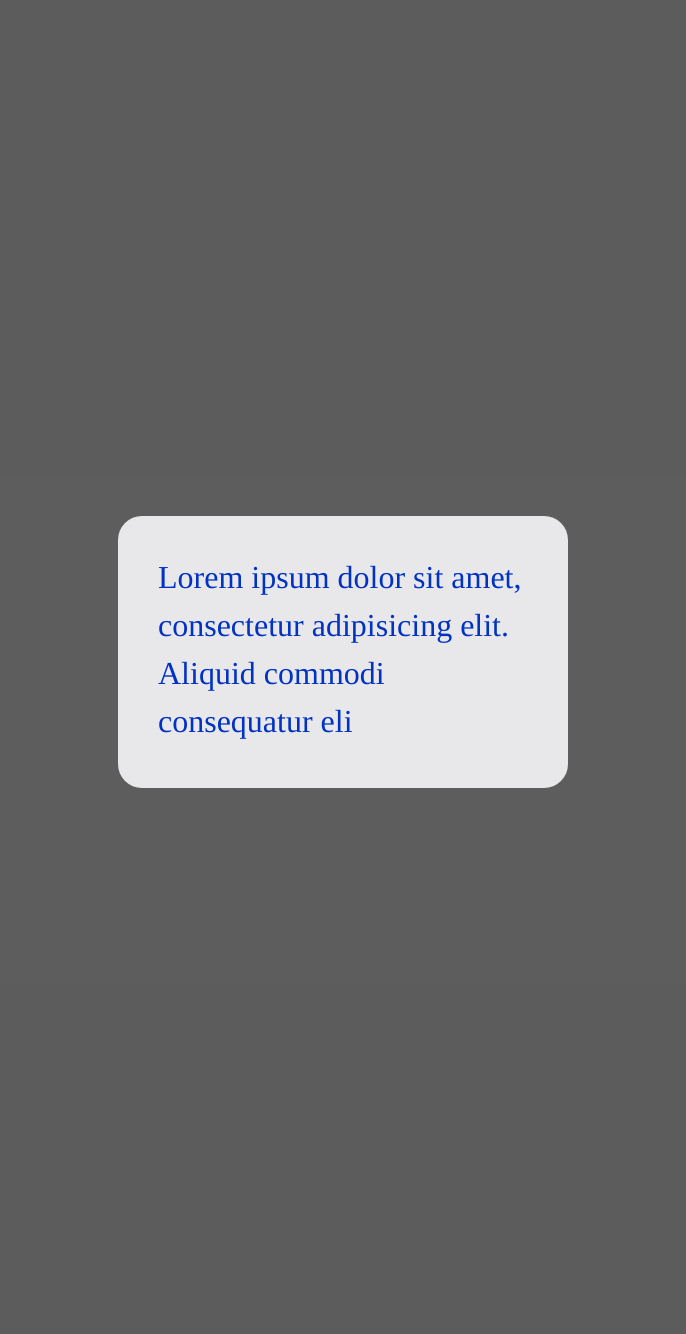 Lorem ipsum dolor sit amet,
consectetur adipisicing elit.
Aliquid commodi
consequatur eli